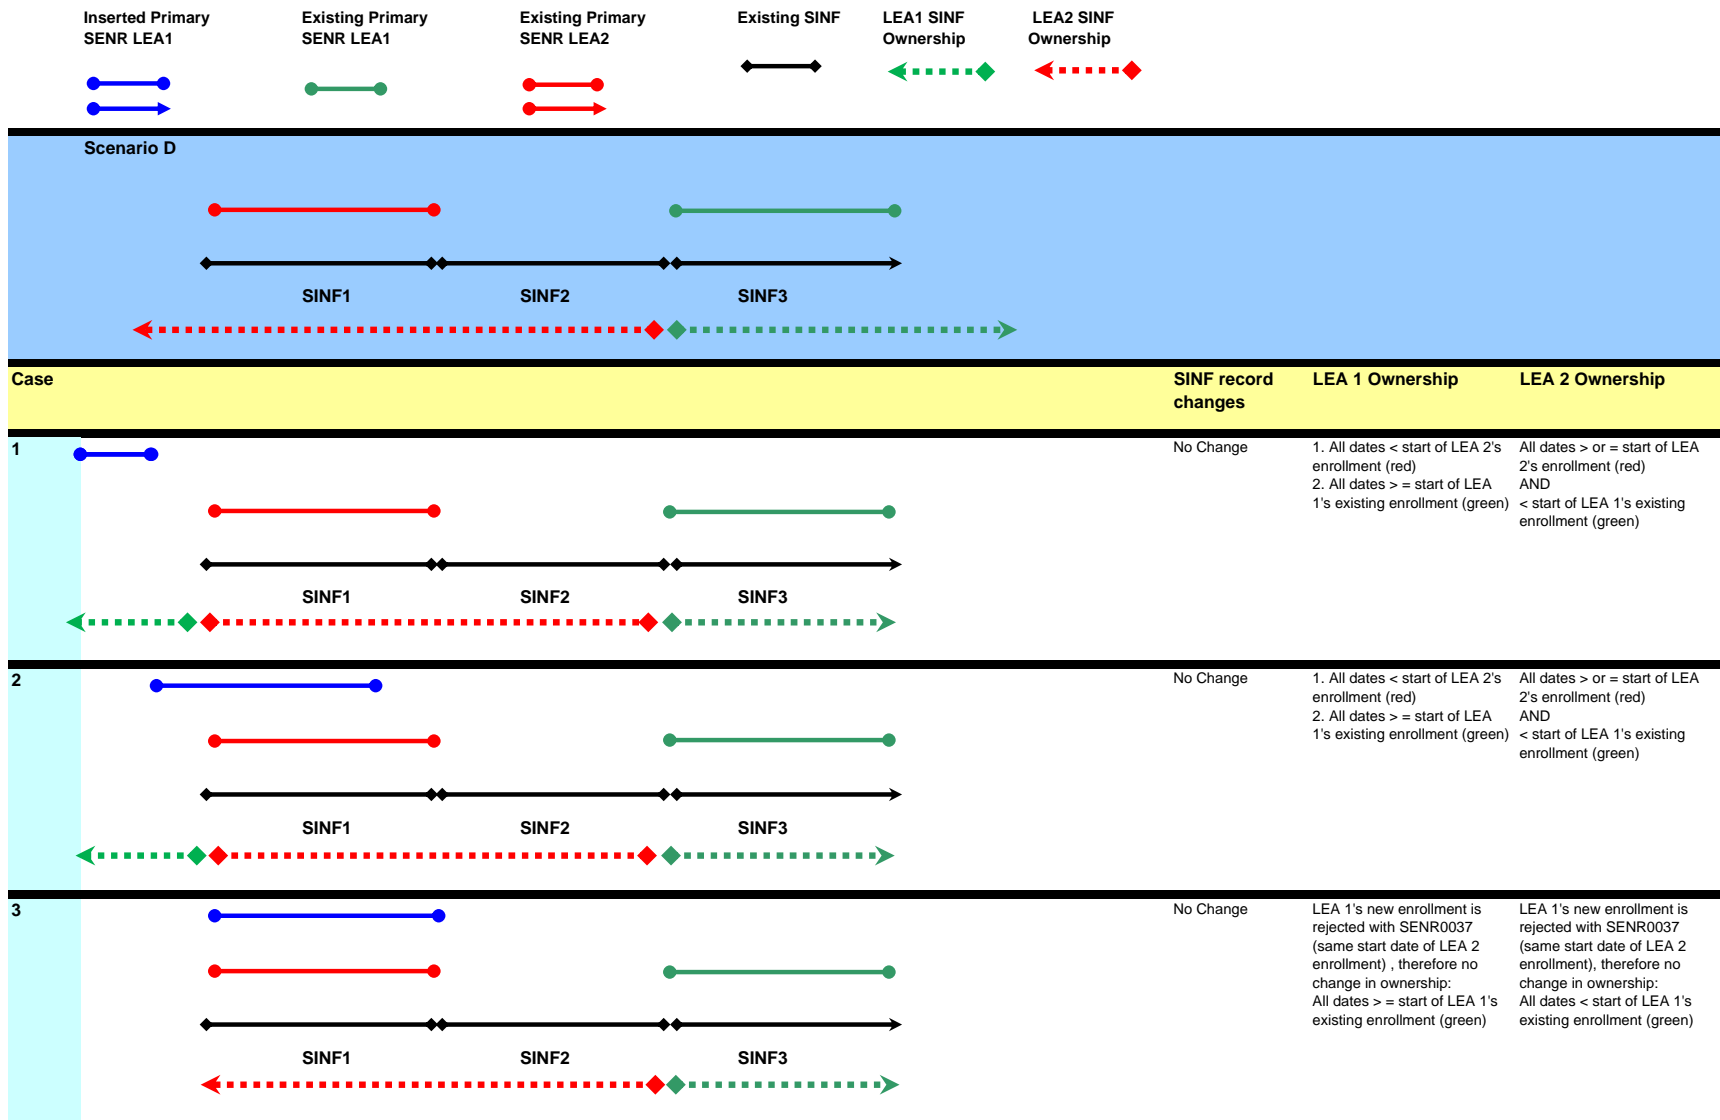 Inserted Primary
SENR LEA1
Existing Primary
SENR LEA1
Existing Primary
SENR LEA2
Existing SINF
LEA1 SINF
Ownership
LEA2 SINF
Ownership
Scenario D
SINF1
SINF2
SINF3
Case
SINF record
changes
LEA 1 Ownership
LEA 2 Ownership
1
No Change
1. All dates < start of LEA 2's
enrollment (red)
2. All dates > = start of LEA
1's existing enrollment (green)
All dates > or = start of LEA
2's enrollment (red)
AND
< start of LEA 1's existing
enrollment (green)
SINF1
SINF2
SINF3
2
No Change
1. All dates < start of LEA 2's
enrollment (red)
2. All dates > = start of LEA
1's existing enrollment (green)
All dates > or = start of LEA
2's enrollment (red)
AND
< start of LEA 1's existing
enrollment (green)
SINF1
SINF2
SINF3
3
No Change
LEA 1's new enrollment is
rejected with SENR0037
(same start date of LEA 2
enrollment) , therefore no
change in ownership:
All dates > = start of LEA 1's
existing enrollment (green)
LEA 1's new enrollment is
rejected with SENR0037
(same start date of LEA 2
enrollment), therefore no
change in ownership:
All dates < start of LEA 1's
existing enrollment (green)
SINF1
SINF2
SINF3